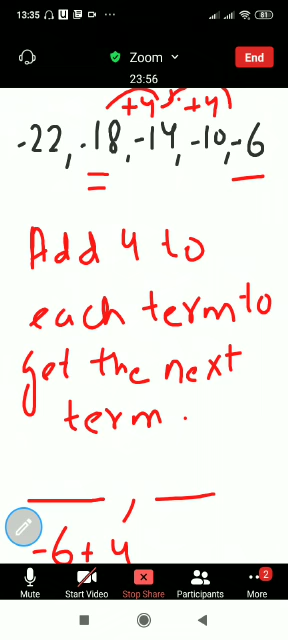 13:35
81
Zoom
End
23:56
+4 +4
-22, -18, -14, -10, -6
Add 4 to
each term to
get the next
term.
,
-6+4
2
Mute Start Video Stop Share Participants More